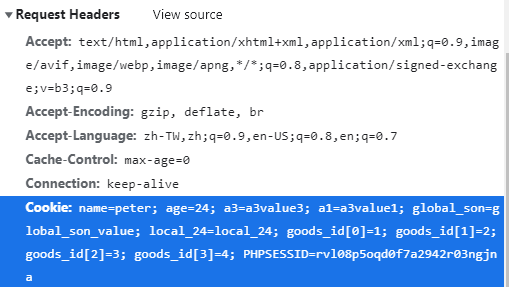 Request Headers View source
Accept: text/html,application/xhtml+xml,application/xml;q=0.9,imag
e/avif,image/webp,image/apng,*/*;q=0.8,application/signed-exchang
e;v=b3;q=0.9
Accept-Encoding: gzip, deflate, br
Accept-Language: zh-TW,zh;q=0.9,en-US;q=0.8,en;q=0.7
Cache-Control: max-age=0
Connection: keep-alive
Cookie: name=peter; age=24; a3=a3value3; a1=a3value1; global_son=g
lobal_son_value; local_24=local_24; goods_id[0]=1; goods_id[1]=2;
goods_id[2]=3; goods_id[3]=4; PHPSESSID=rvl08p5oqd0f7a2942r03ngjn
a